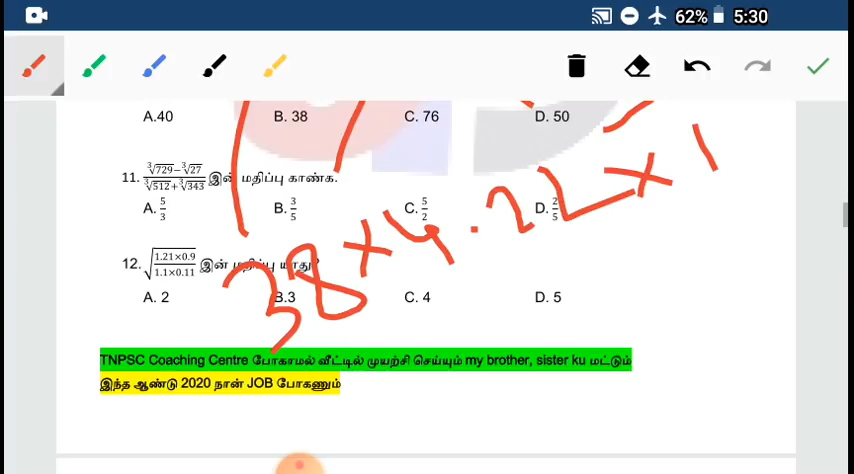 62% 5:30
A.40 B. 38 C. 76 D. 50
11. (∛729−∛27)/(∛512+∛343) இன் மதிப்பு காண்க.
A. 5/3 B. 3/5 C. 5/2 D. 2/5
12. √((1.21×0.9)/(1.1×0.11)) இன் மதிப்பு யாது?
A. 2 B.3 C. 4 D. 5
38 × 4 . 22 × 1
TNPSC Coaching Centre போகாமல் வீட்டில் முயற்சி செய்யும் my brother, sister ku மட்டும்
இந்த ஆண்டு 2020 நான் JOB போகணும்